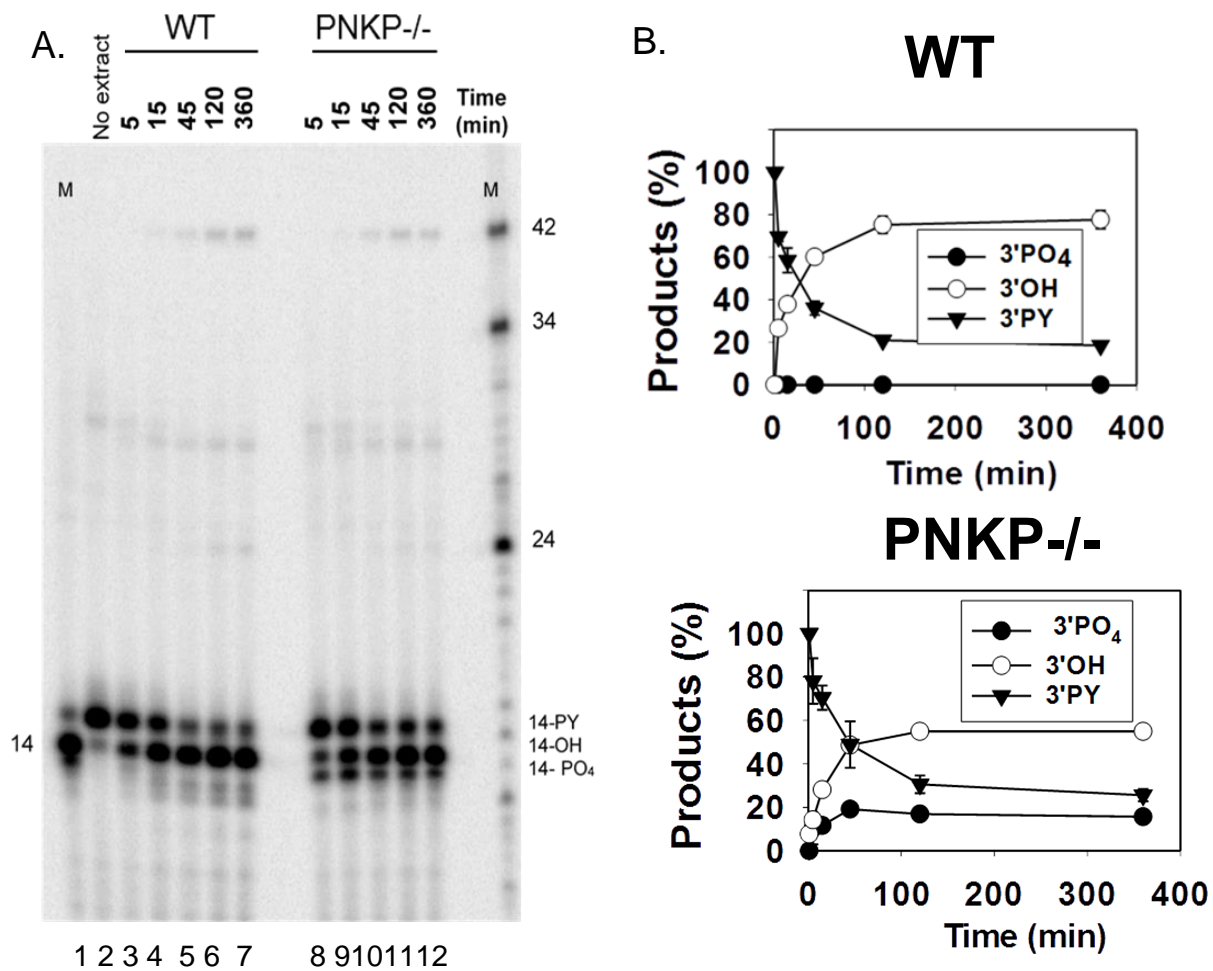 A.
No extract
WT
PNKP-/-
5 15 45 120 360
5 15 45 120 360
Time
(min)
M
M
42
34
24
14
14-PY
14-OH
14- PO4
1 2 3 4 5 6 7 8 9101112
B.
WT
Products (%)
100
80
60
40
20
0
3'PO4
3'OH
3'PY
0 100 200 300 400
Time (min)
PNKP-/-
Products (%)
100
80
60
40
20
0
3'PO4
3'OH
3'PY
0 100 200 300 400
Time (min)